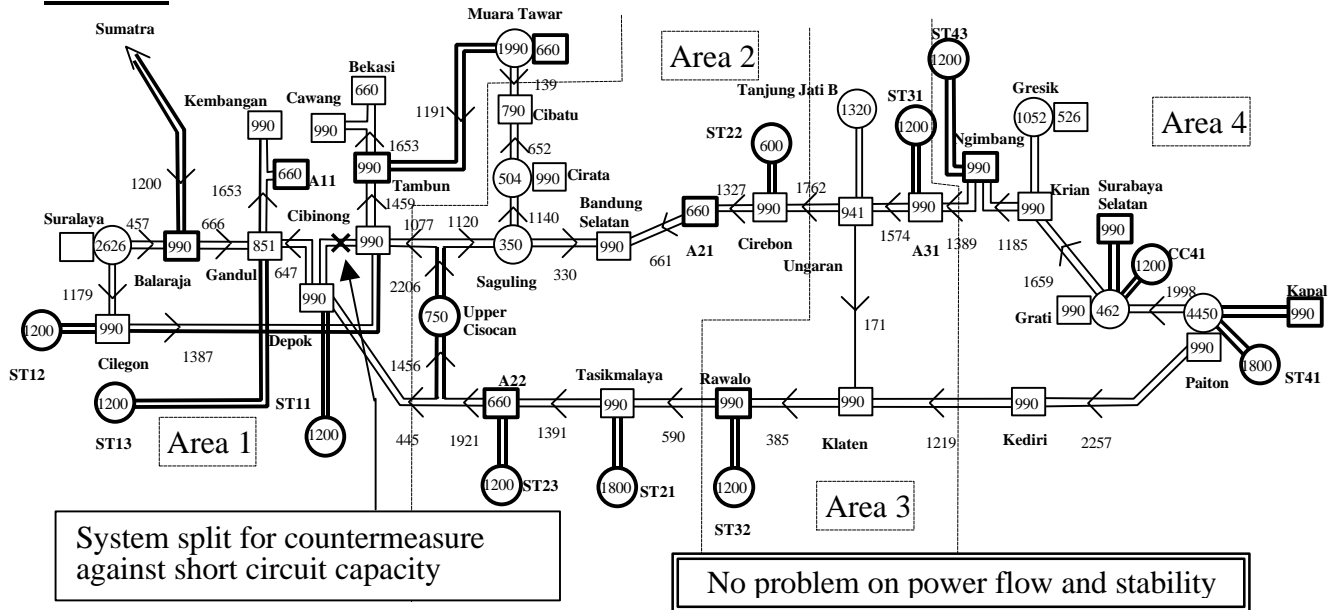 Sumatra
Muara Tawar
1990
660
Area 2
ST43
1200
Bekasi
660
139
Tanjung Jati B
1320
ST31
1200
Gresik
1052
526
Area 4
Kembangan
990
Cawang
990
1191
790
Cibatu
ST22
600
Ngimbang
990
1653
652
1200
1653
660
A11
990
Tambun
504
990
Cirata
Krian
Surabaya
Selatan
990
CC41
1200
Suralaya
2626
457
990
666
851
Cibinong
1459
990
1077
1120
1140
350
Bandung
Selatan
990
1327
660
990
1762
941
990
990
Kapal
990
Balaraja
Gandul
647
Saguling
330
661
A21
Cirebon
Ungaran
1574
A31
1389
1185
1659
1998
1179
990
2206
750
Upper
Cisocan
Grati
990
462
4450
1200
990
Cilegon
1387
Depok
1456
171
990
Paiton
1800
ST41
ST12
A22
Tasikmalaya
Rawalo
1200
ST13
ST11
660
990
990
990
990
Area 1
1200
445
1921
1391
590
385
Klaten
1219
Kediri
2257
1200
ST23
1800
ST21
1200
ST32
Area 3
System split for countermeasure
against short circuit capacity
No problem on power flow and stability